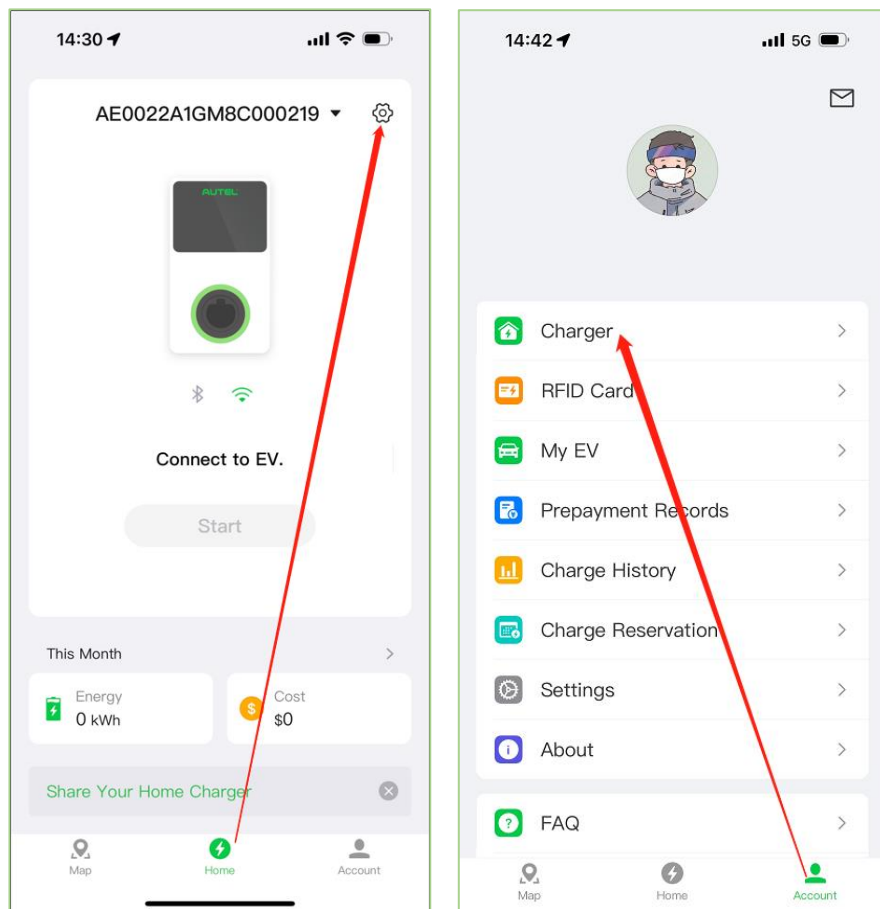 14:30
AE0022A1GM8C000219
AUTEL
Connect to EV.
Start
This Month
Energy
0 kWh
Cost
$0
Share Your Home Charger
Map
Home
Account
14:42
5G
Charger
RFID Card
My EV
Prepayment Records
Charge History
Charge Reservation
Settings
About
FAQ
Map
Home
Account